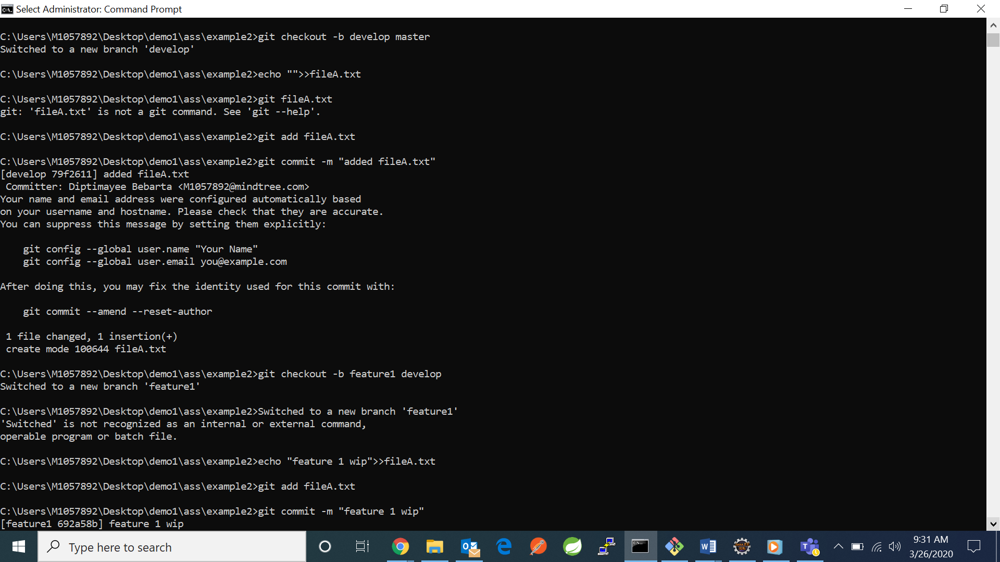 Select Administrator: Command Prompt
C:\Users\M1057892\Desktop\demo1\ass\example2>git checkout -b develop master
Switched to a new branch 'develop'
C:\Users\M1057892\Desktop\demo1\ass\example2>echo "">>fileA.txt
C:\Users\M1057892\Desktop\demo1\ass\example2>git fileA.txt
git: 'fileA.txt' is not a git command. See 'git --help'.
C:\Users\M1057892\Desktop\demo1\ass\example2>git add fileA.txt
C:\Users\M1057892\Desktop\demo1\ass\example2>git commit -m "added fileA.txt"
[develop 79f2611] added fileA.txt
Committer: Diptimayee Bebarta <M1057892@mindtree.com>
Your name and email address were configured automatically based
on your username and hostname. Please check that they are accurate.
You can suppress this message by setting them explicitly:
git config --global user.name "Your Name"
git config --global user.email you@example.com
After doing this, you may fix the identity used for this commit with:
git commit --amend --reset-author
1 file changed, 1 insertion(+)
create mode 100644 fileA.txt
C:\Users\M1057892\Desktop\demo1\ass\example2>git checkout -b feature1 develop
Switched to a new branch 'feature1'
C:\Users\M1057892\Desktop\demo1\ass\example2>Switched to a new branch 'feature1'
'Switched' is not recognized as an internal or external command,
operable program or batch file.
C:\Users\M1057892\Desktop\demo1\ass\example2>echo "feature 1 wip">>fileA.txt
C:\Users\M1057892\Desktop\demo1\ass\example2>git add fileA.txt
C:\Users\M1057892\Desktop\demo1\ass\example2>git commit -m "feature 1 wip"
[feature1 692a58b] feature 1 wip
Type here to search
9:31 AM
3/26/2020